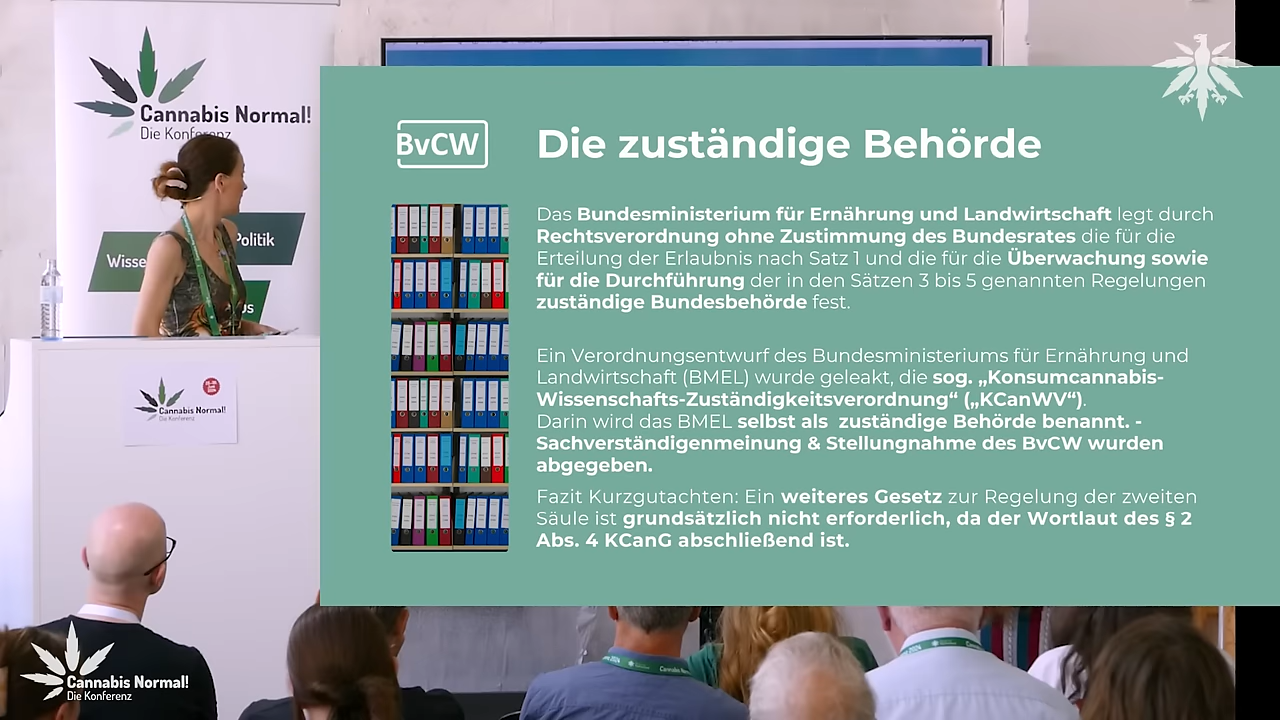 Cannabis Normal!
Die Konferenz
Wisse
Politik
us
Cannabis Normal!
Die Konferenz
BvCW
Die zuständige Behörde
Das Bundesministerium für Ernährung und Landwirtschaft legt durch
Rechtsverordnung ohne Zustimmung des Bundesrates die für die
Erteilung der Erlaubnis nach Satz 1 und die für die Überwachung sowie
für die Durchführung der in den Sätzen 3 bis 5 genannten Regelungen
zuständige Bundesbehörde fest.
Ein Verordnungsentwurf des Bundesministeriums für Ernährung und
Landwirtschaft (BMEL) wurde geleakt, die sog. „Konsumcannabis-
Wissenschafts-Zuständigkeitsverordnung“ („KCanWV“).
Darin wird das BMEL selbst als zuständige Behörde benannt. -
Sachverständigenmeinung & Stellungnahme des BvCW wurden
abgegeben.
Fazit Kurzgutachten: Ein weiteres Gesetz zur Regelung der zweiten
Säule ist grundsätzlich nicht erforderlich, da der Wortlaut des § 2
Abs. 4 KCanG abschließend ist.
Cannabis Normal!
Die Konferenz